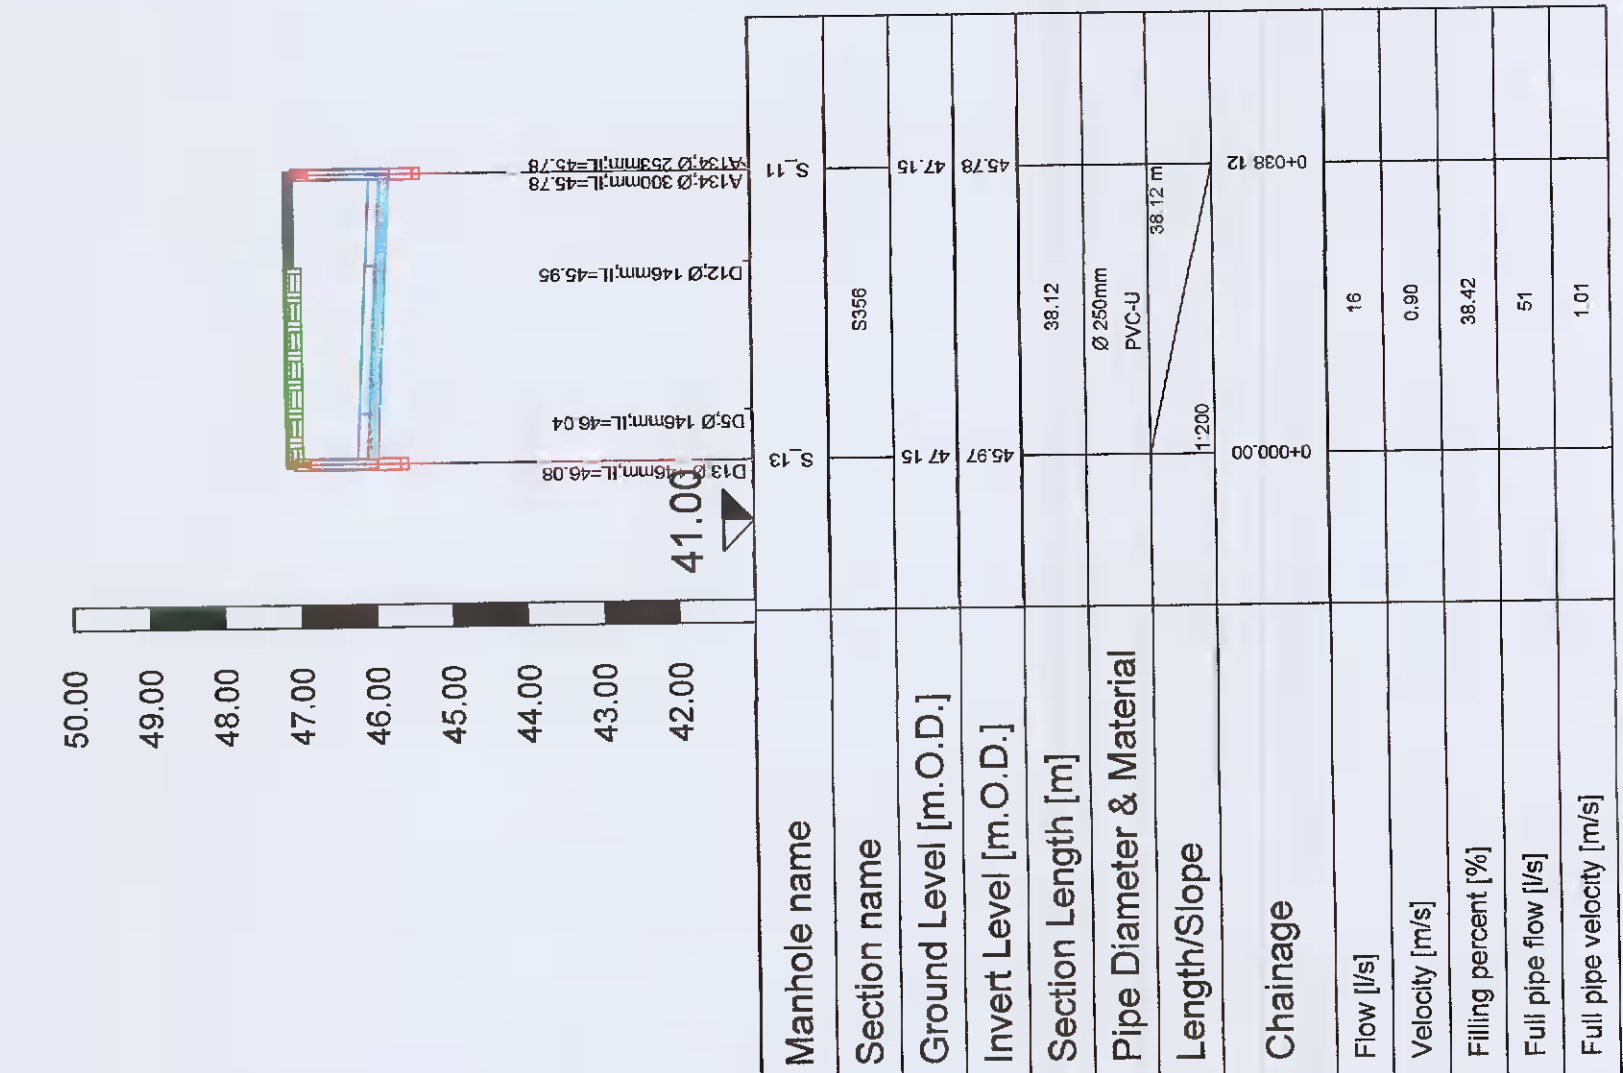 50.00
49.00
48.00
47.00
46.00
45.00
44.00
43.00
42.00
41.00
D13;Ø 146mm;IL=46.08
D5;Ø 146mm;IL=46.04
D12;Ø 146mm;IL=45.95
A134;Ø 300mm;IL=45.78
A134;Ø 253mm;IL=45.78
Manhole name S_13 S_11
Section name S356
Ground Level [m.O.D.] 47.15 47.15
Invert Level [m.O.D.] 45.97 45.78
Section Length [m] 38.12
Pipe Diameter & Material Ø 250mm
PVC-U
Length/Slope 1:200 38.12 m
Chainage 0+000.00 0+038.12
Flow [l/s] 16
Velocity [m/s] 0.90
Filling percent [%] 38.42
Full pipe flow [l/s] 51
Full pipe velocity [m/s] 1.01